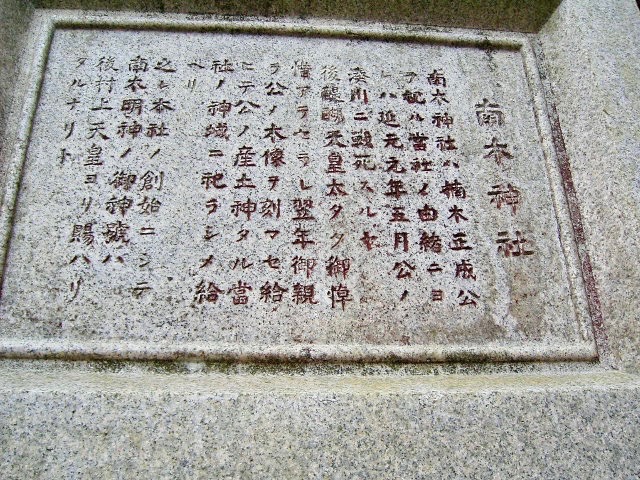 南木神社
南木神社ハ楠木正成公
ヲ祀ル當社ノ由緒ニヨ
レハ延元元年五月公ノ
湊川ニ戦死スルヤ
後醍醐天皇太タク御悼
惜アラセラレ翌年御親
ラ公ノ木像ヲ刻マセ給
ヒテ公ノ産土神タル當
社ノ神域ニ祀ラシメ給
ヘリ
之レ本社ノ創始ニシテ
南木明神ノ御神號ハ
後村上天皇ヨリ賜ハリ
タルナリト